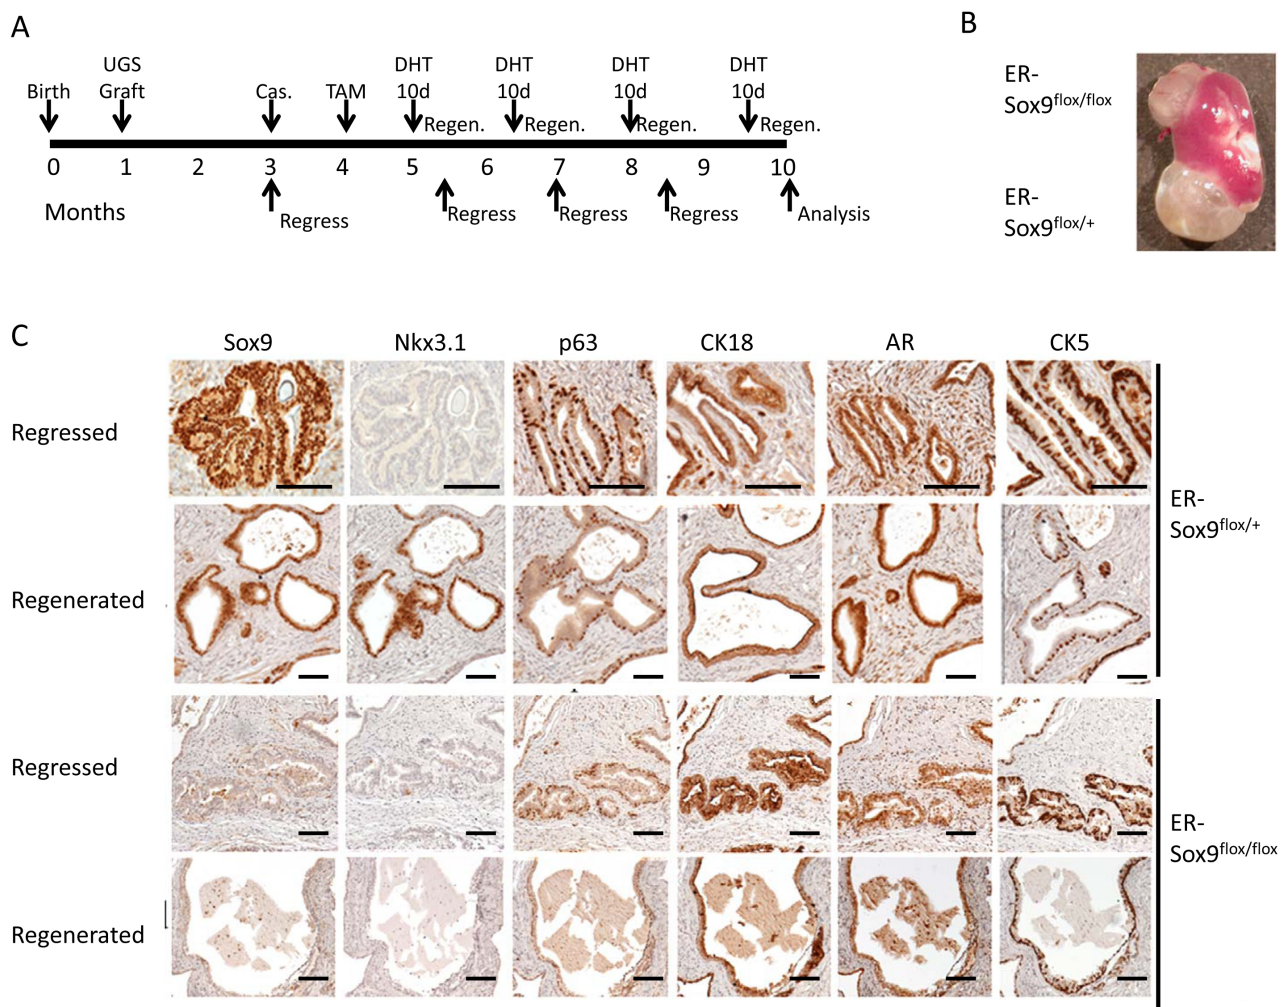 A
UGS
DHT
DHT
DHT
DHT
Birth
Graft
Cas.
TAM
10d
10d
10d
10d
Regen.
Regen.
Regen.
Regen.
0 1 2 3 4 5 6 7 8 9 10
Months
Regress
Regress
Regress
Regress
Analysis
B
ER-
Sox9flox/flox
ER-
Sox9flox/+
C
Sox9
Nkx3.1
p63
CK18
AR
CK5
Regressed
Regenerated
ER-
Sox9flox/+
Regressed
Regenerated
ER-
Sox9flox/flox